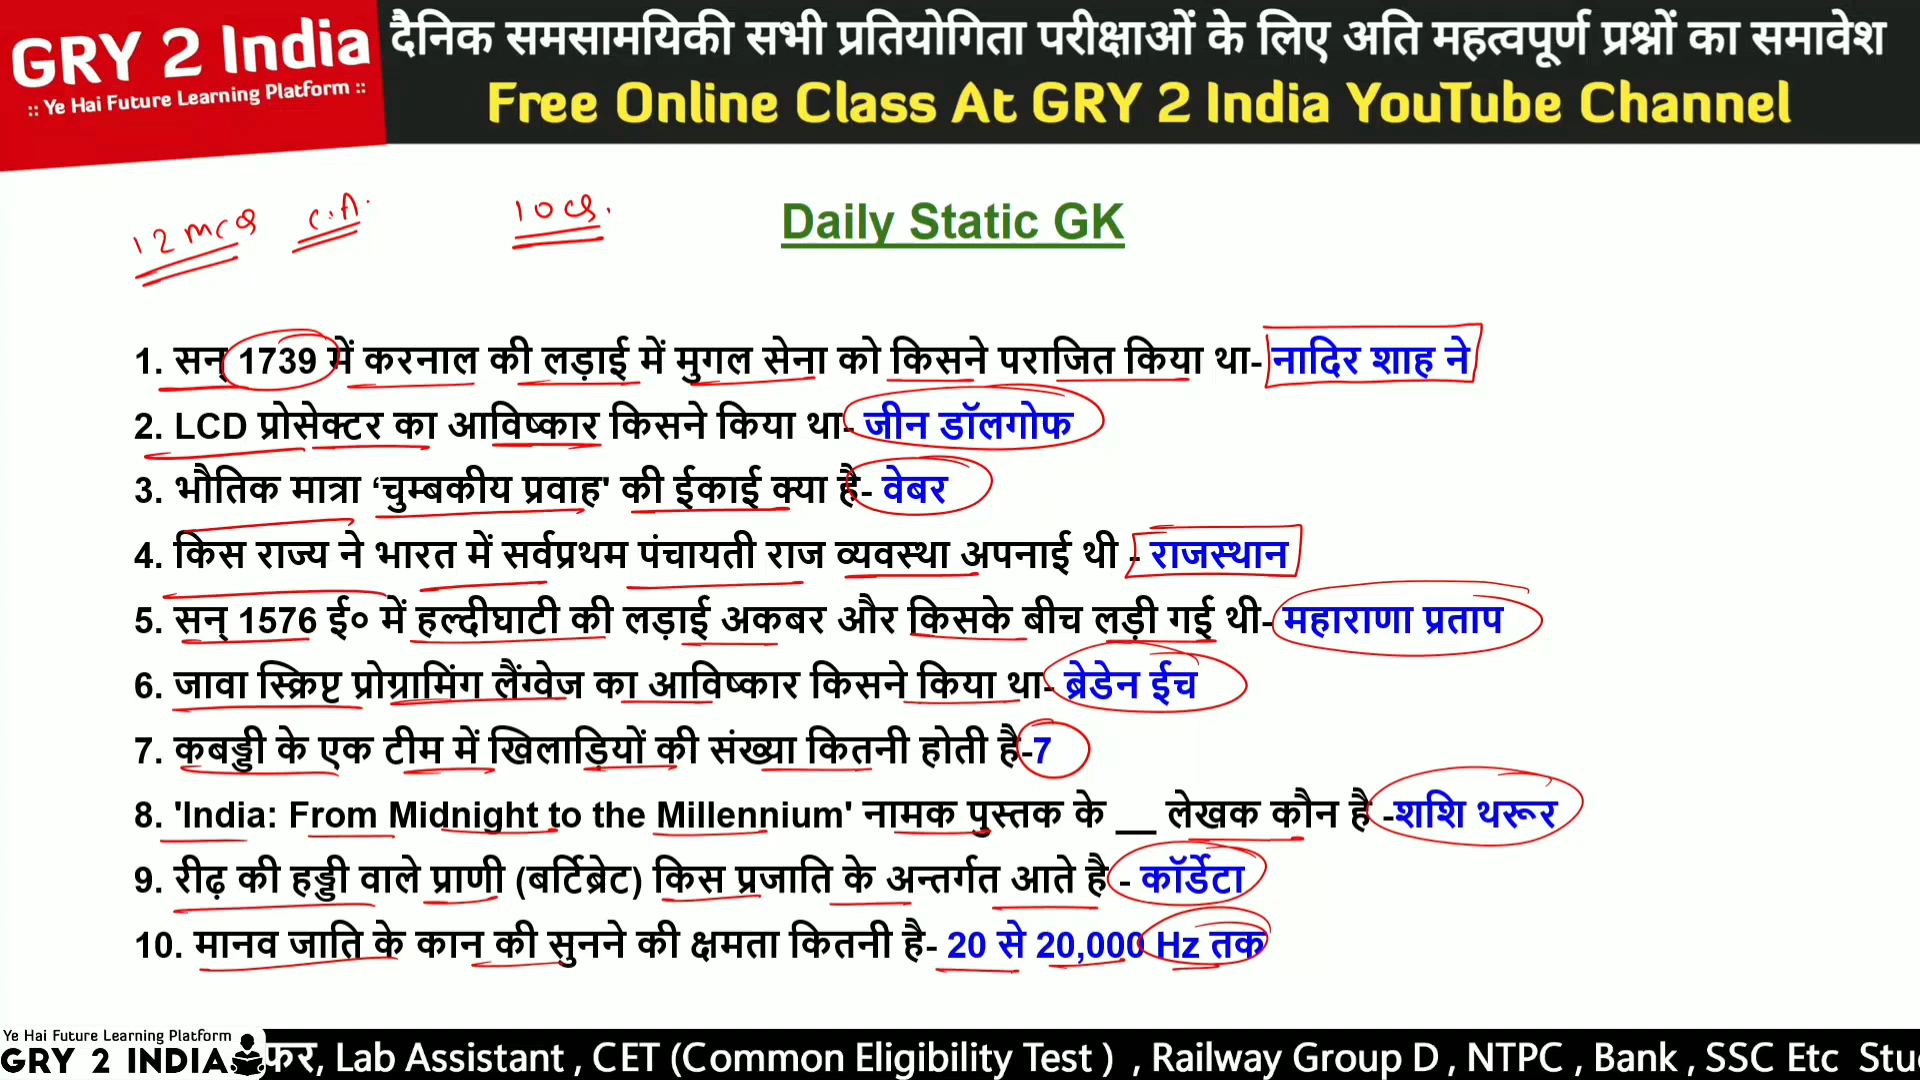 GRY 2 India
:: Ye Hai Future Learning Platform ::
दैनिक समसामयिकी सभी प्रतियोगिता परीक्षाओं के लिए अति महत्वपूर्ण प्रश्नों का समावेश
Free Online Class At GRY 2 India YouTube Channel
12 mcq C.A. 10 CQ.
Daily Static GK
1. सन् 1739 में करनाल की लड़ाई में मुगल सेना को किसने पराजित किया था- नादिर शाह ने
2. LCD प्रोसेक्टर का आविष्कार किसने किया था- जीन डॉलगोफ
3. भौतिक मात्रा ‘चुम्बकीय प्रवाह' की ईकाई क्या है- वेबर
4. किस राज्य ने भारत में सर्वप्रथम पंचायती राज व्यवस्था अपनाई थी - राजस्थान
5. सन् 1576 ई० में हल्दीघाटी की लड़ाई अकबर और किसके बीच लड़ी गई थी- महाराणा प्रताप
6. जावा स्क्रिप्ट प्रोग्रामिंग लैंग्वेज का आविष्कार किसने किया था- ब्रेडेन ईच
7. कबड्डी के एक टीम में खिलाड़ियों की संख्या कितनी होती है-7
8. 'India: From Midnight to the Millennium' नामक पुस्तक के __ लेखक कौन है -शशि थरूर
9. रीढ़ की हड्डी वाले प्राणी (बर्टिब्रेट) किस प्रजाति के अन्तर्गत आते है - कॉर्डेटा
10. मानव जाति के कान की सुनने की क्षमता कितनी है- 20 से 20,000 Hz तक
Ye Hai Future Learning Platform
GRY 2 INDIA
फर, Lab Assistant , CET (Common Eligibility Test ) , Railway Group D , NTPC , Bank , SSC Etc Stu